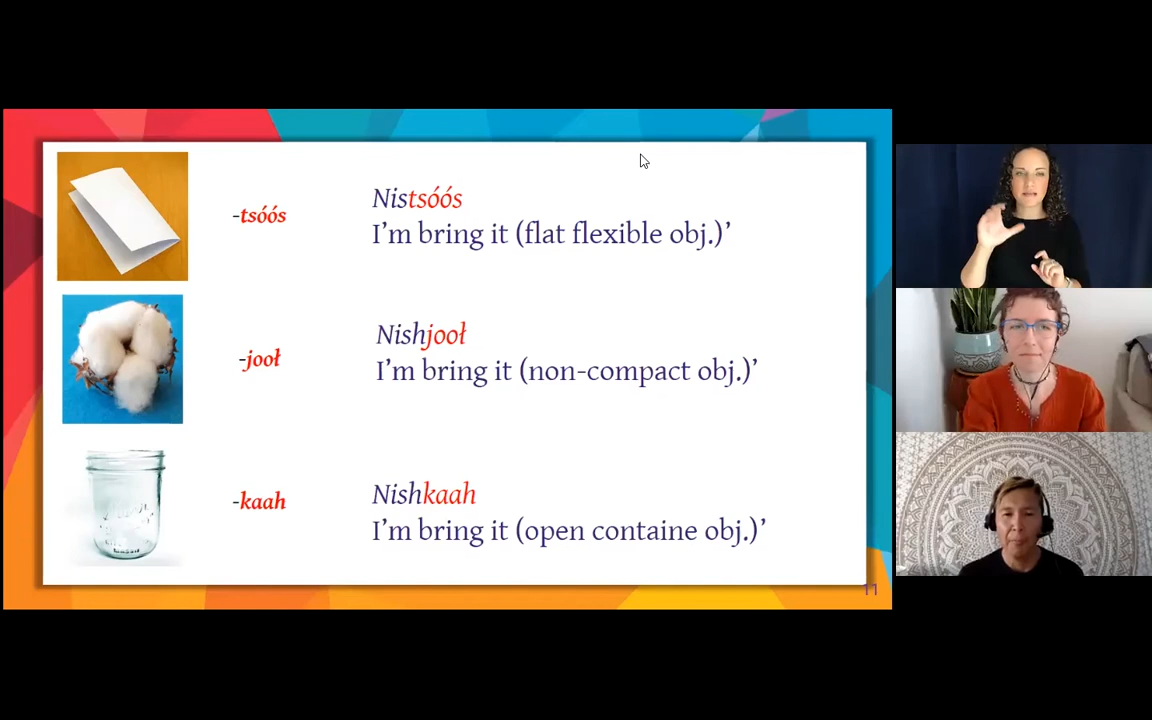 -tsóós
Nistsóós
I’m bring it (flat flexible obj.)’
-jooł
Nishjooł
I’m bring it (non-compact obj.)’
-kaah
Nishkaah
I’m bring it (open containe obj.)’
11